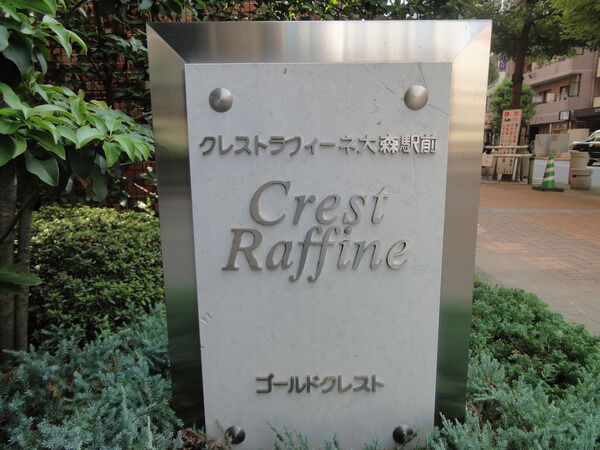 クレストラフィーネ大森駅前
Crest
Raffine
ゴールドクレスト